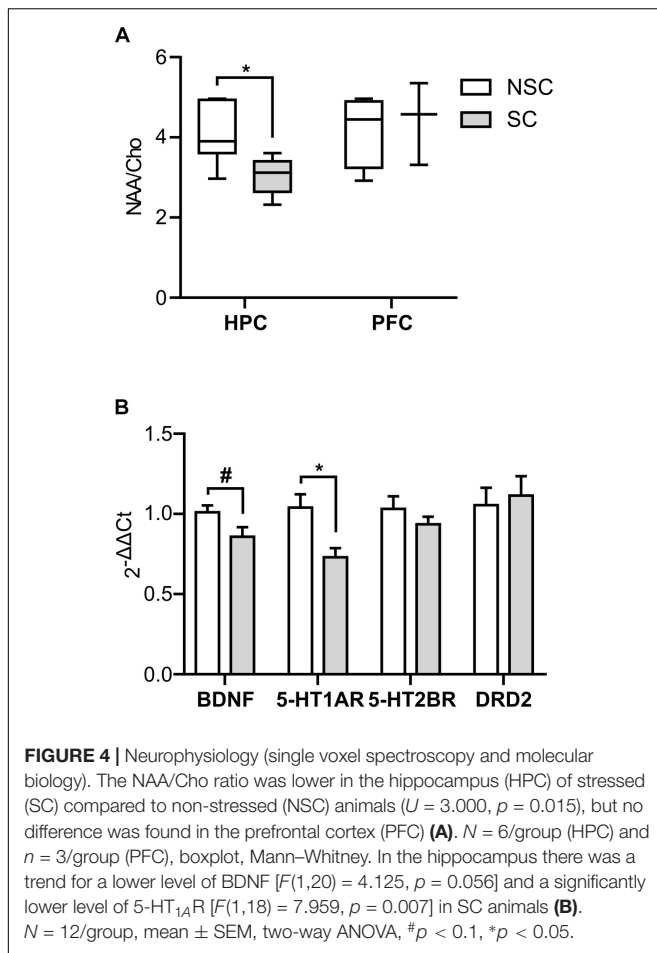 A
6
4
2
0
NAA/Cho
*
NSC
SC
HPC
PFC
B
1.5
1.0
0.5
0.0
2-ΔΔCt
#
*
BDNF
5-HT1AR
5-HT2BR
DRD2
FIGURE 4 | Neurophysiology (single voxel spectroscopy and molecular
biology). The NAA/Cho ratio was lower in the hippocampus (HPC) of stressed
(SC) compared to non-stressed (NSC) animals (U = 3.000, p = 0.015), but no
difference was found in the prefrontal cortex (PFC) (A). N = 6/group (HPC) and
n = 3/group (PFC), boxplot, Mann–Whitney. In the hippocampus there was a
trend for a lower level of BDNF [F(1,20) = 4.125, p = 0.056] and a significantly
lower level of 5-HT1AR [F(1,18) = 7.959, p = 0.007] in SC animals (B).
N = 12/group, mean ± SEM, two-way ANOVA, #p < 0.1, *p < 0.05.